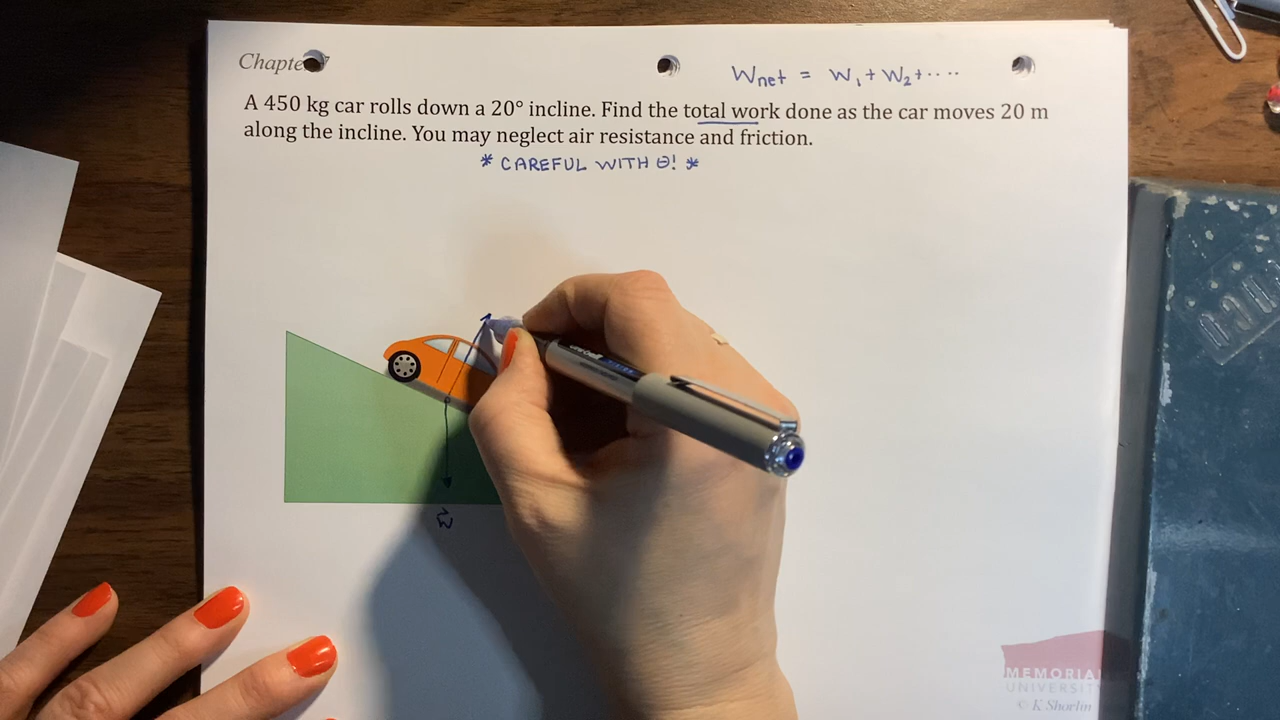 Chapte
W_net = W_1 + W_2 + ....
A 450 kg car rolls down a 20° incline. Find the total work done as the car moves 20 m
along the incline. You may neglect air resistance and friction.
* CAREFUL WITH Θ! *
MEMORIAL
UNIVERSITY
© K Shorlin